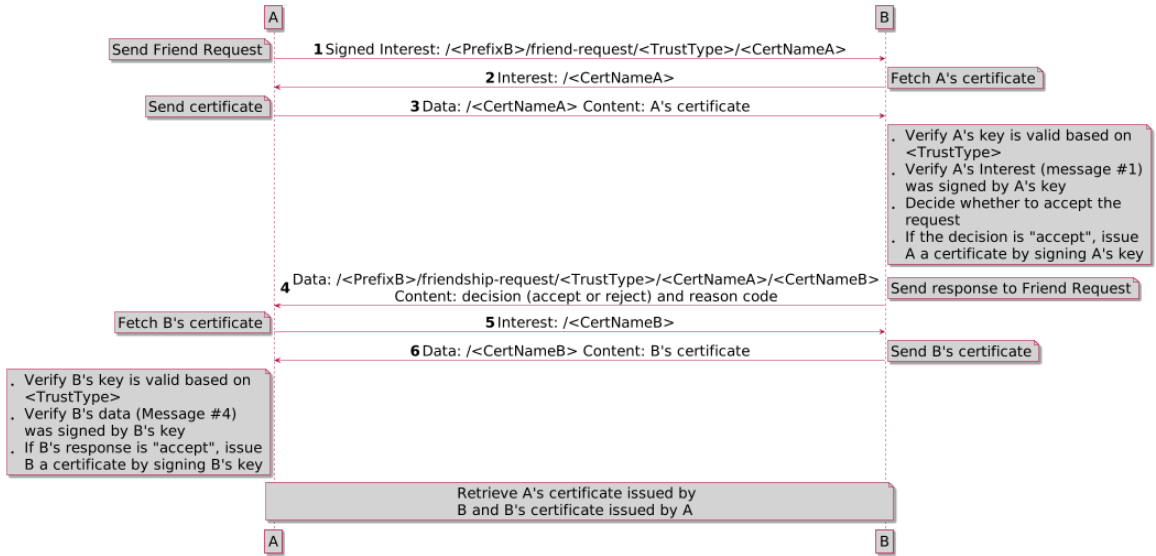 A
B
Send Friend Request
1 Signed Interest: /<PrefixB>/friend-request/<TrustType>/<CertNameA>
2 Interest: /<CertNameA>
Fetch A's certificate
Send certificate
3 Data: /<CertNameA> Content: A's certificate
. Verify A's key is valid based on
<TrustType>
. Verify A's Interest (message #1)
was signed by A's key
. Decide whether to accept the
request
. If the decision is "accept", issue
A a certificate by signing A's key
4 Data: /<PrefixB>/friendship-request/<TrustType>/<CertNameA>/<CertNameB>
Content: decision (accept or reject) and reason code
Send response to Friend Request
Fetch B's certificate
5 Interest: /<CertNameB>
6 Data: /<CertNameB> Content: B's certificate
Send B's certificate
. Verify B's key is valid based on
<TrustType>
. Verify B's data (Message #4)
was signed by B's key
. If B's response is "accept", issue
B a certificate by signing B's key
Retrieve A's certificate issued by
B and B's certificate issued by A
A
B